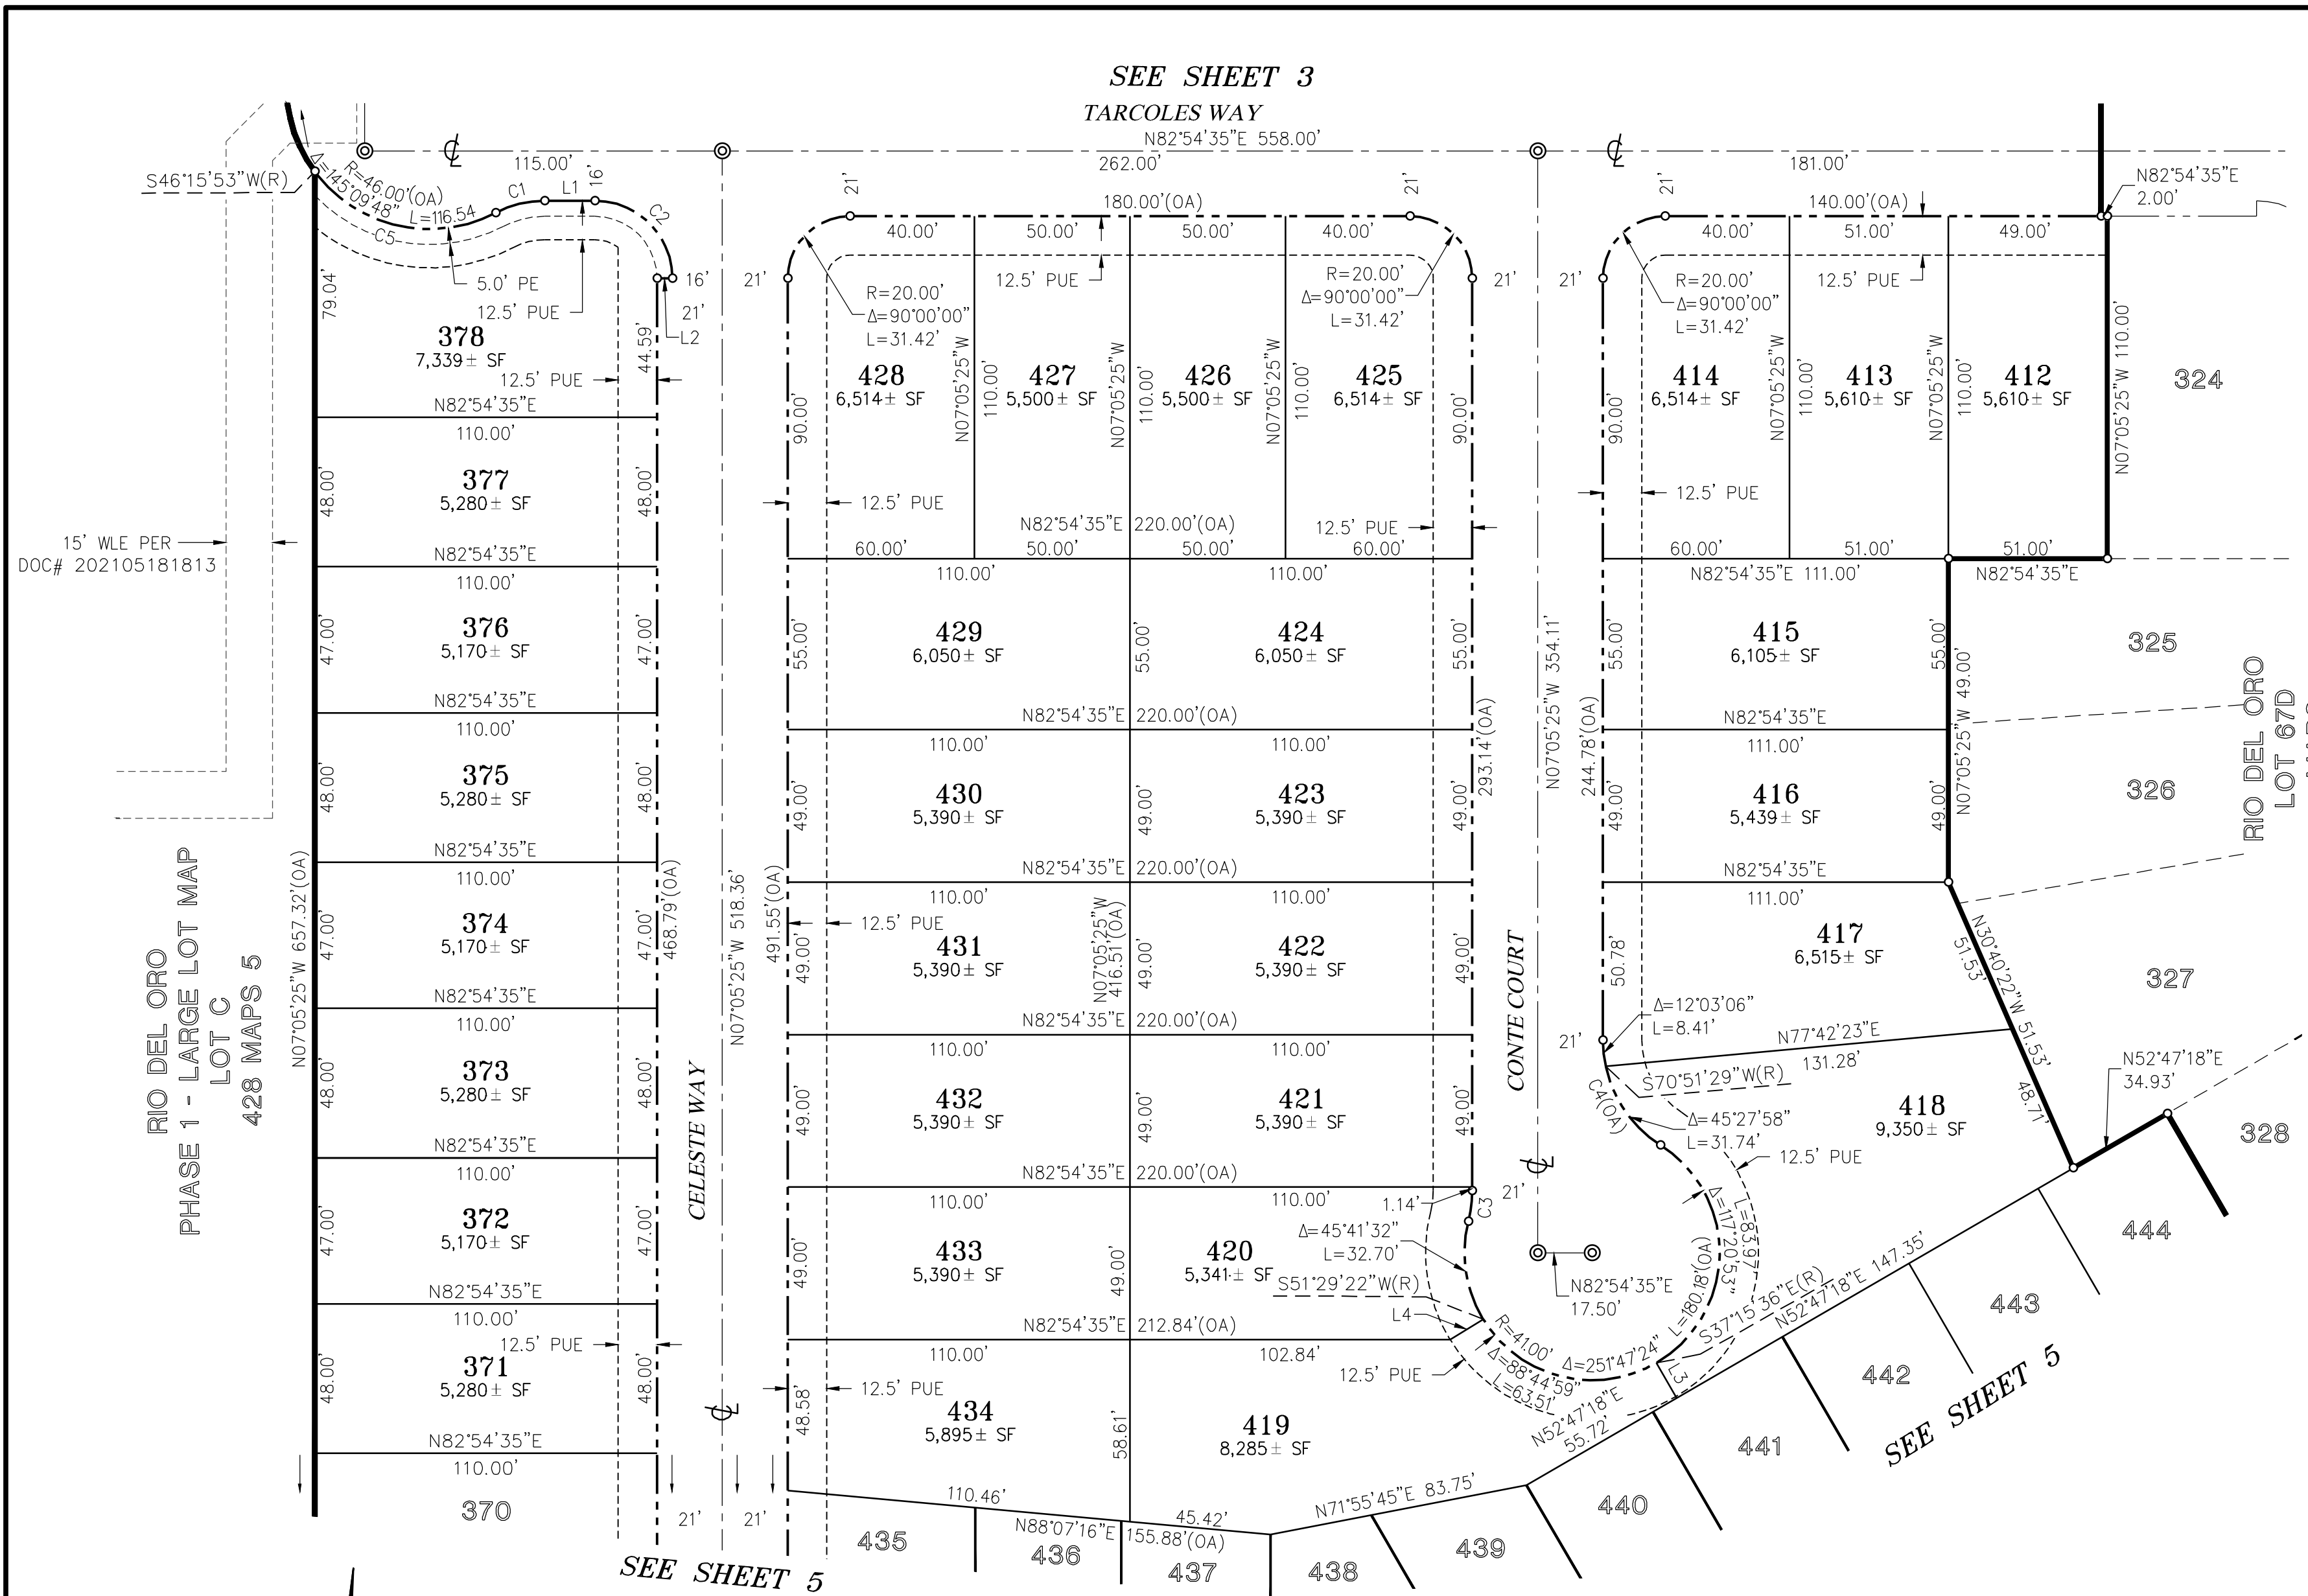 SEE SHEET 3
TARCOLES WAY
N82°54'35"E 558.00'
115.00'
262.00'
181.00'
S46°15'53"W(R)
R=46.00'(OA)
Δ=145°09'48"
L=116.54
C1
L1
16'
C2
C5
5.0' PE
12.5' PUE
16'
21'
L2
79.04'
378
7,339± SF
44.59'
12.5' PUE
N82°54'35"E
110.00'
48.00'
377
5,280± SF
48.00'
N82°54'35"E
110.00'
47.00'
376
5,170± SF
47.00'
N82°54'35"E
110.00'
48.00'
375
5,280± SF
48.00'
N82°54'35"E
110.00'
47.00'
374
5,170± SF
47.00'
N82°54'35"E
110.00'
48.00'
373
5,280± SF
48.00'
N82°54'35"E
110.00'
47.00'
372
5,170± SF
47.00'
N82°54'35"E
110.00'
12.5' PUE
48.00'
371
5,280± SF
48.00'
N82°54'35"E
110.00'
370
15' WLE PER
DOC# 202105181813
RIO DEL ORO
PHASE 1 - LARGE LOT MAP
LOT C
428 MAPS 5
N07°05'25"W 657.32'(OA)
468.79'(OA)
N07°05'25"W 518.36'
491.55'(OA)
CELESTE WAY
℄
℄
21'
21'
SEE SHEET 5
21'
21'
180.00'(OA)
40.00'
50.00'
50.00'
40.00'
21'
21'
R=20.00'
Δ=90°00'00"
L=31.42'
12.5' PUE
R=20.00'
Δ=90°00'00"
L=31.42'
90.00'
428
6,514± SF
N07°05'25"W
110.00'
427
5,500± SF
N07°05'25"W
110.00'
426
5,500± SF
N07°05'25"W
110.00'
425
6,514± SF
90.00'
12.5' PUE
12.5' PUE
N82°54'35"E 220.00'(OA)
60.00'
50.00'
50.00'
60.00'
110.00'
110.00'
55.00'
429
6,050± SF
55.00'
424
6,050± SF
55.00'
N82°54'35"E 220.00'(OA)
110.00'
110.00'
49.00'
430
5,390± SF
49.00'
423
5,390± SF
49.00'
N82°54'35"E 220.00'(OA)
110.00'
110.00'
12.5' PUE
N07°05'25"W
416.51'(OA)
49.00'
431
5,390± SF
49.00'
422
5,390± SF
49.00'
N82°54'35"E 220.00'(OA)
110.00'
110.00'
49.00'
432
5,390± SF
49.00'
421
5,390± SF
49.00'
N82°54'35"E 220.00'(OA)
110.00'
110.00'
1.14'
C3
21'
49.00'
433
5,390± SF
49.00'
420
5,341± SF
Δ=45°41'32"
L=32.70'
S51°29'22"W(R)
L4
N82°54'35"E 212.84'(OA)
110.00'
102.84'
12.5' PUE
12.5' PUE
48.58'
434
5,895± SF
58.61'
419
8,285± SF
110.46'
45.42'
N88°07'16"E 155.88'(OA)
N71°55'45"E 83.75'
N52°47'18"E
55.72'
435
436
437
438
439
440
441
442
443
444
SEE SHEET 5
293.14'(OA)
N07°05'25"W 354.11'
244.78'(OA)
CONTE COURT
℄
℄
N82°54'35"E
17.50'
R=41.00'
Δ=251°47'24"
L=180.18'(OA)
Δ=88°44'59"
L=63.51'
Δ=117°20'53"
L=83.97'
S37°15'36"E(R)
N52°47'18"E 147.35'
L3
21'
21'
140.00'(OA)
40.00'
51.00'
49.00'
N82°54'35"E
2.00'
R=20.00'
Δ=90°00'00"
L=31.42'
12.5' PUE
90.00'
414
6,514± SF
N07°05'25"W
110.00'
413
5,610± SF
N07°05'25"W
110.00'
412
5,610± SF
N07°05'25"W 110.00'
324
12.5' PUE
60.00'
51.00'
51.00'
N82°54'35"E 111.00'
N82°54'35"E
55.00'
415
6,105± SF
55.00'
N07°05'25"W 49.00'
325
N82°54'35"E
111.00'
49.00'
416
5,439± SF
49.00'
326
RIO DEL ORO
LOT 67D
N82°54'35"E
111.00'
50.78'
417
6,515± SF
N30°40'22"W 51.53'
51.53'
48.71'
327
21'
Δ=12°03'06"
L=8.41'
N77°42'23"E
131.28'
S70°51'29"W(R)
C4(OA)
Δ=45°27'58"
L=31.74'
12.5' PUE
418
9,350± SF
N52°47'18"E
34.93'
328